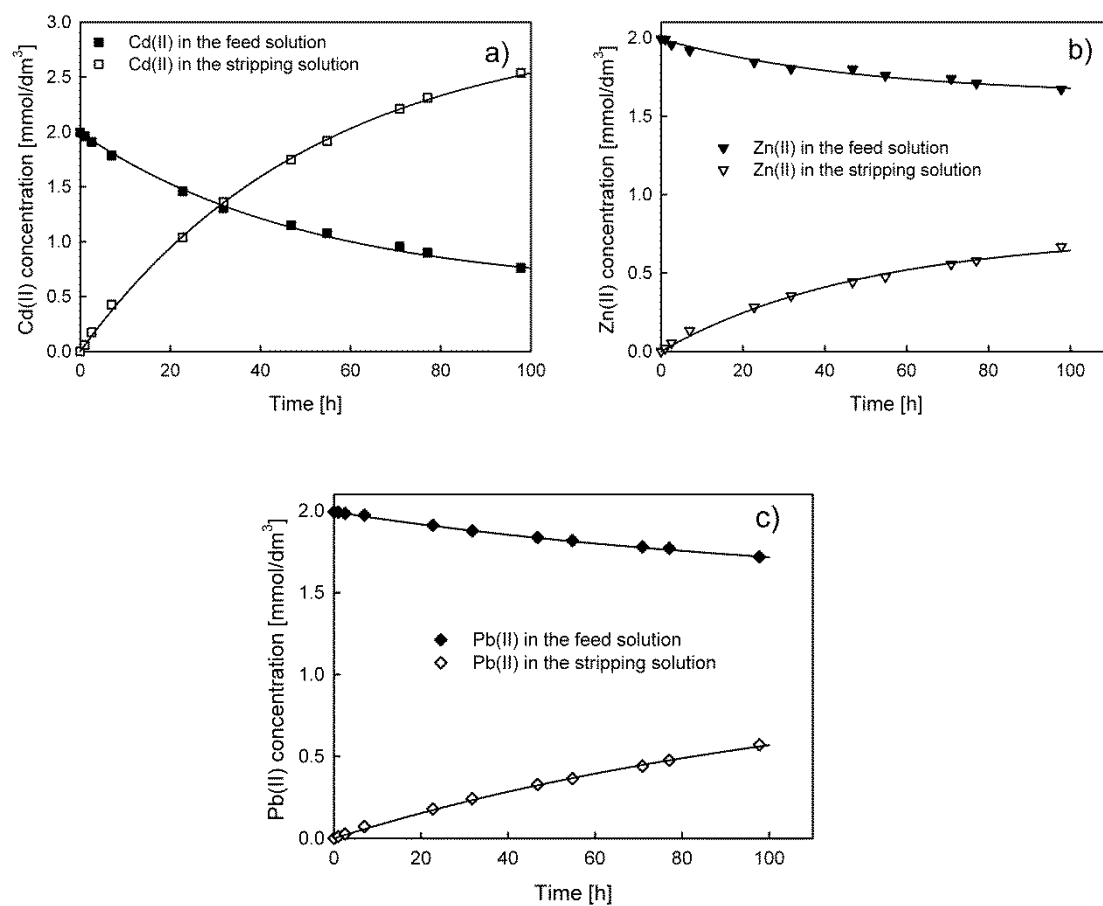 a)
Cd(II) in the feed solution
Cd(II) in the stripping solution
Cd(II) concentration [mmol/dm³]
3.0
2.5
2.0
1.5
1.0
0.5
0.0
0 20 40 60 80 100
Time [h]
b)
Zn(II) in the feed solution
Zn(II) in the stripping solution
Zn(II) concentration [mmol/dm³]
2.0
1.5
1.0
0.5
0.0
0 20 40 60 80 100
Time [h]
c)
Pb(II) in the feed solution
Pb(II) in the stripping solution
Pb(II) concentration [mmol/dm³]
2.0
1.5
1.0
0.5
0.0
0 20 40 60 80 100
Time [h]